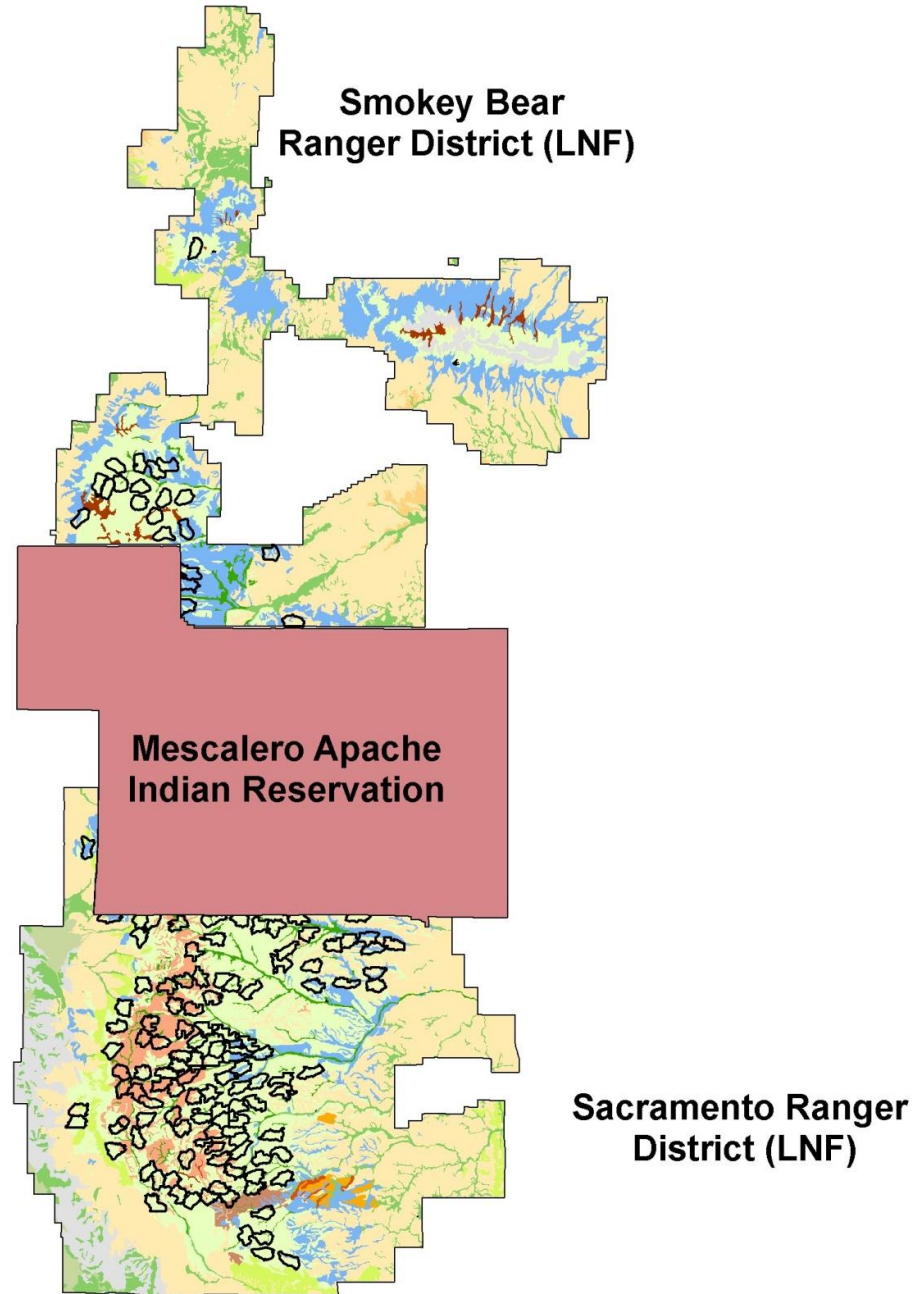 Smokey Bear
Ranger District (LNF)
Mescalero Apache
Indian Reservation
Sacramento Ranger
District (LNF)